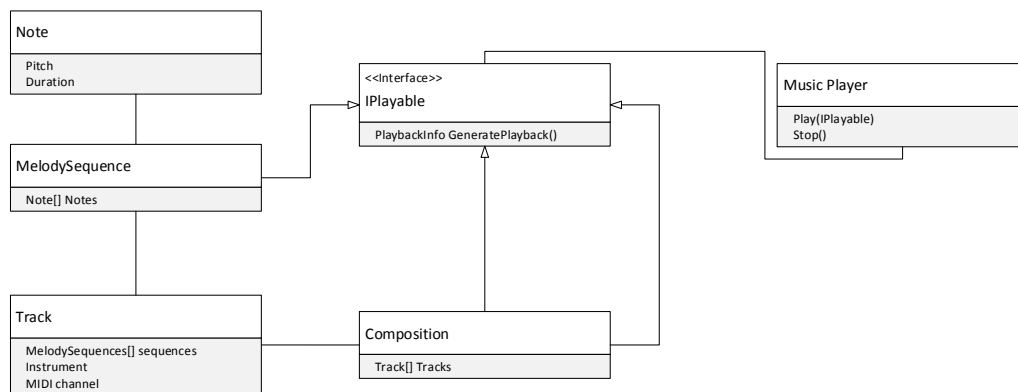 Note
Pitch
Duration
<<Interface>>
IPlayable
PlaybackInfo GeneratePlayback()
Music Player
Play(IPlayable)
Stop()
MelodySequence
Note[] Notes
Track
MelodySequences[] sequences
Instrument
MIDI channel
Composition
Track[] Tracks